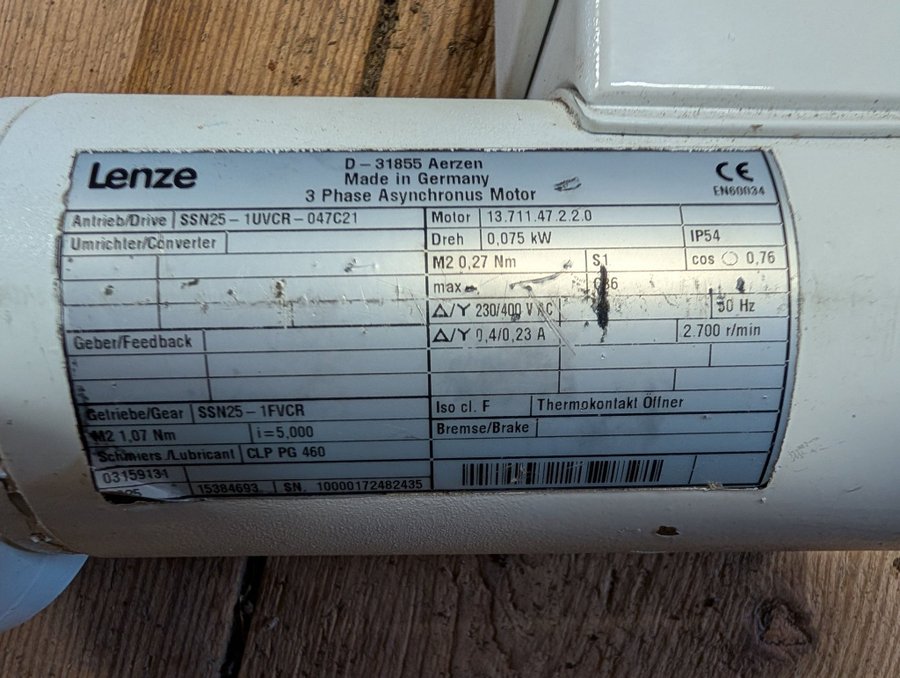 Lenze
D-31855 Aerzen
Made in Germany
3 Phase Asynchronus Motor
CE
EN60034
Antrieb/Drive SSN25-1UVCR-047C21
Umrichter/Converter
Geber/Feedback
Getriebe/Gear SSN25-1FVCR
M2 1,07 Nm i=5,000
Schmiers./Lubricant CLP PG 460
03159131
15384693 SN. 10000172482435
Motor 13.711.47.2.2.0
Dreh 0,075 kW IP54
M2 0,27 Nm S1 cos 0,76
max
Δ/Y 230/400 V AC 50 Hz
Δ/Y 0,4/0,23 A 2.700 r/min
Iso cl. F Thermokontakt Öffner
Bremse/Brake